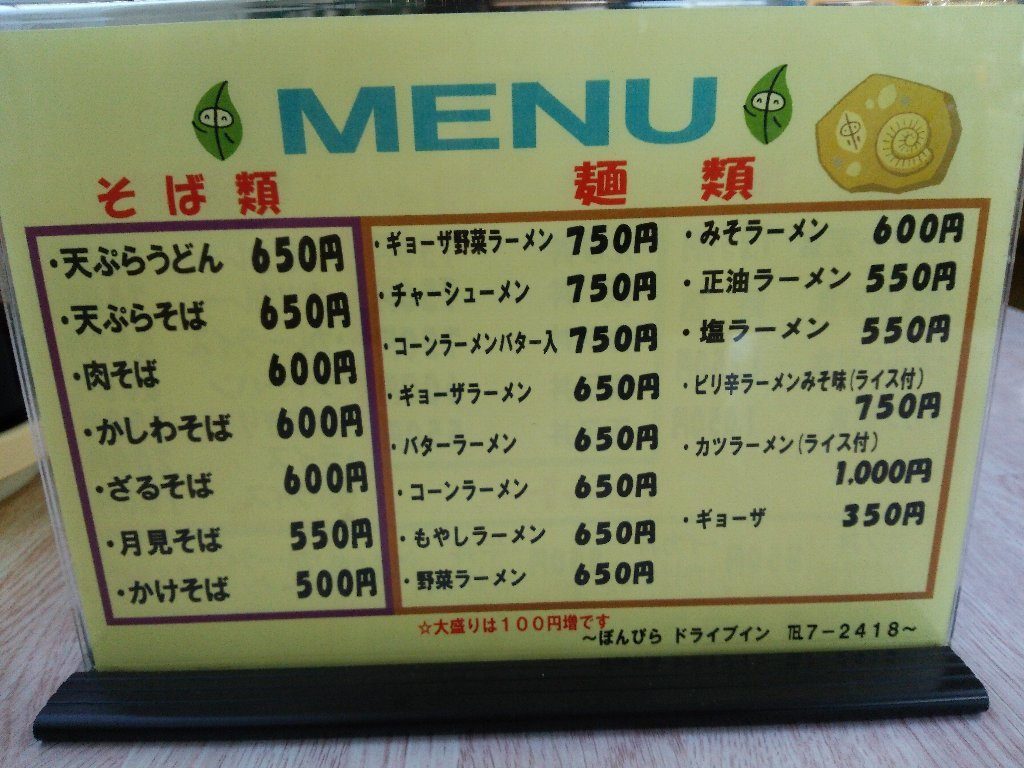 MENU
そば類
・天ぷらうどん 650円
・天ぷらそば 650円
・肉そば 600円
・かしわそば 600円
・ざるそば 600円
・月見そば 550円
・かけそば 500円
麺類
・ギョーザ野菜ラーメン 750円
・チャーシューメン 750円
・コーンラーメンバター入 750円
・ギョーザラーメン 650円
・バターラーメン 650円
・コーンラーメン 650円
・もやしラーメン 650円
・野菜ラーメン 650円
・みそラーメン 600円
・正油ラーメン 550円
・塩ラーメン 550円
・ピリ辛ラーメンみそ味(ライス付)
750円
・カツラーメン(ライス付)
1.000円
・ギョーザ 350円
☆大盛りは100円増です
～ぽんぴら ドライブイン ℡7-2418～